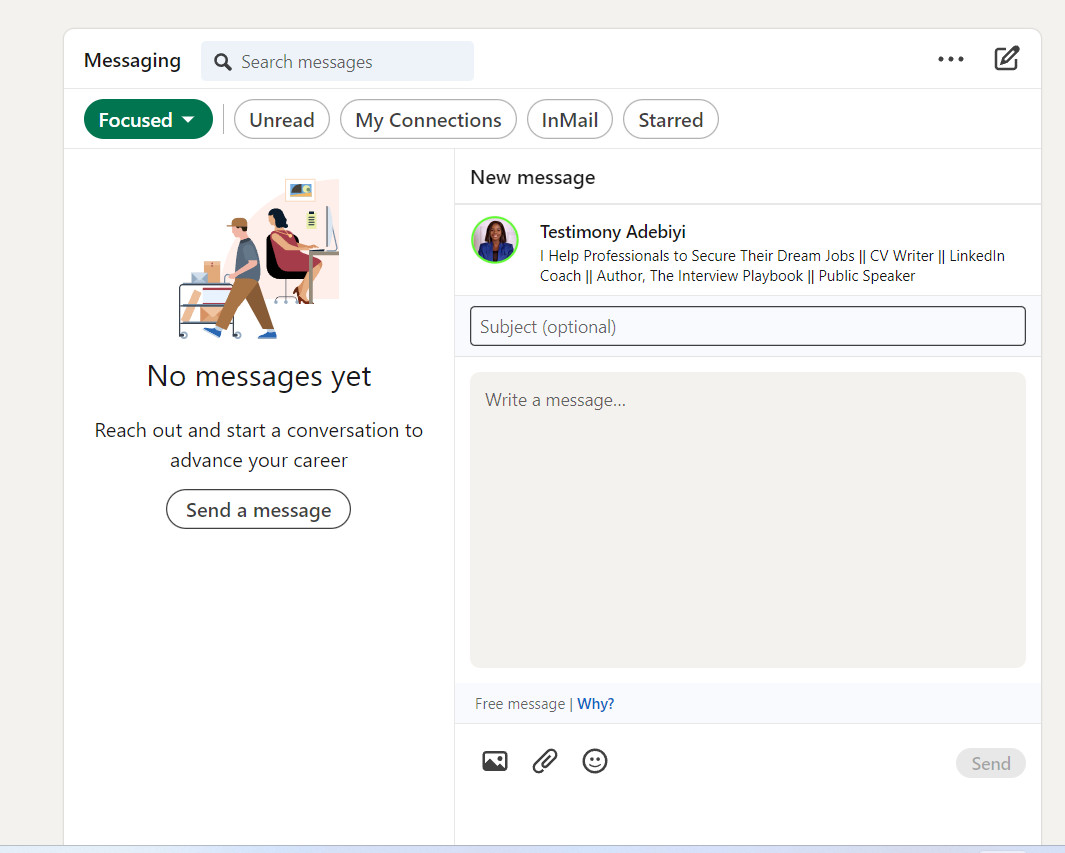 Messaging
Search messages
Focused
Unread
My Connections
InMail
Starred
No messages yet
Reach out and start a conversation to
advance your career
Send a message
New message
Testimony Adebiyi
I Help Professionals to Secure Their Dream Jobs || CV Writer || LinkedIn
Coach || Author, The Interview Playbook || Public Speaker
Subject (optional)
Write a message…
Free message | Why?
Send